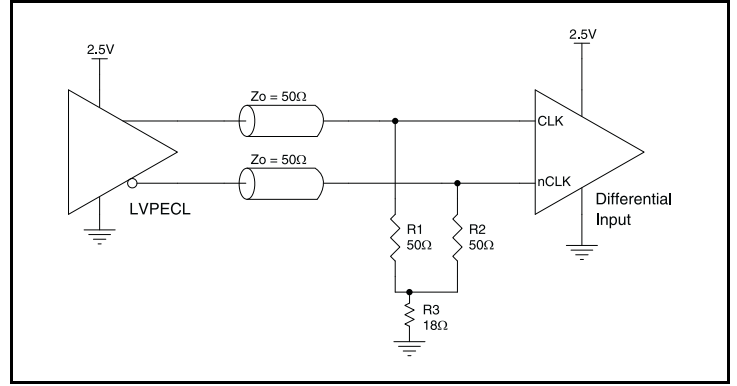 2.5V
2.5V
Zo = 50Ω
CLK
Zo = 50Ω
nCLK
LVPECL
Differential
Input
R1
50Ω
R2
50Ω
R3
18Ω